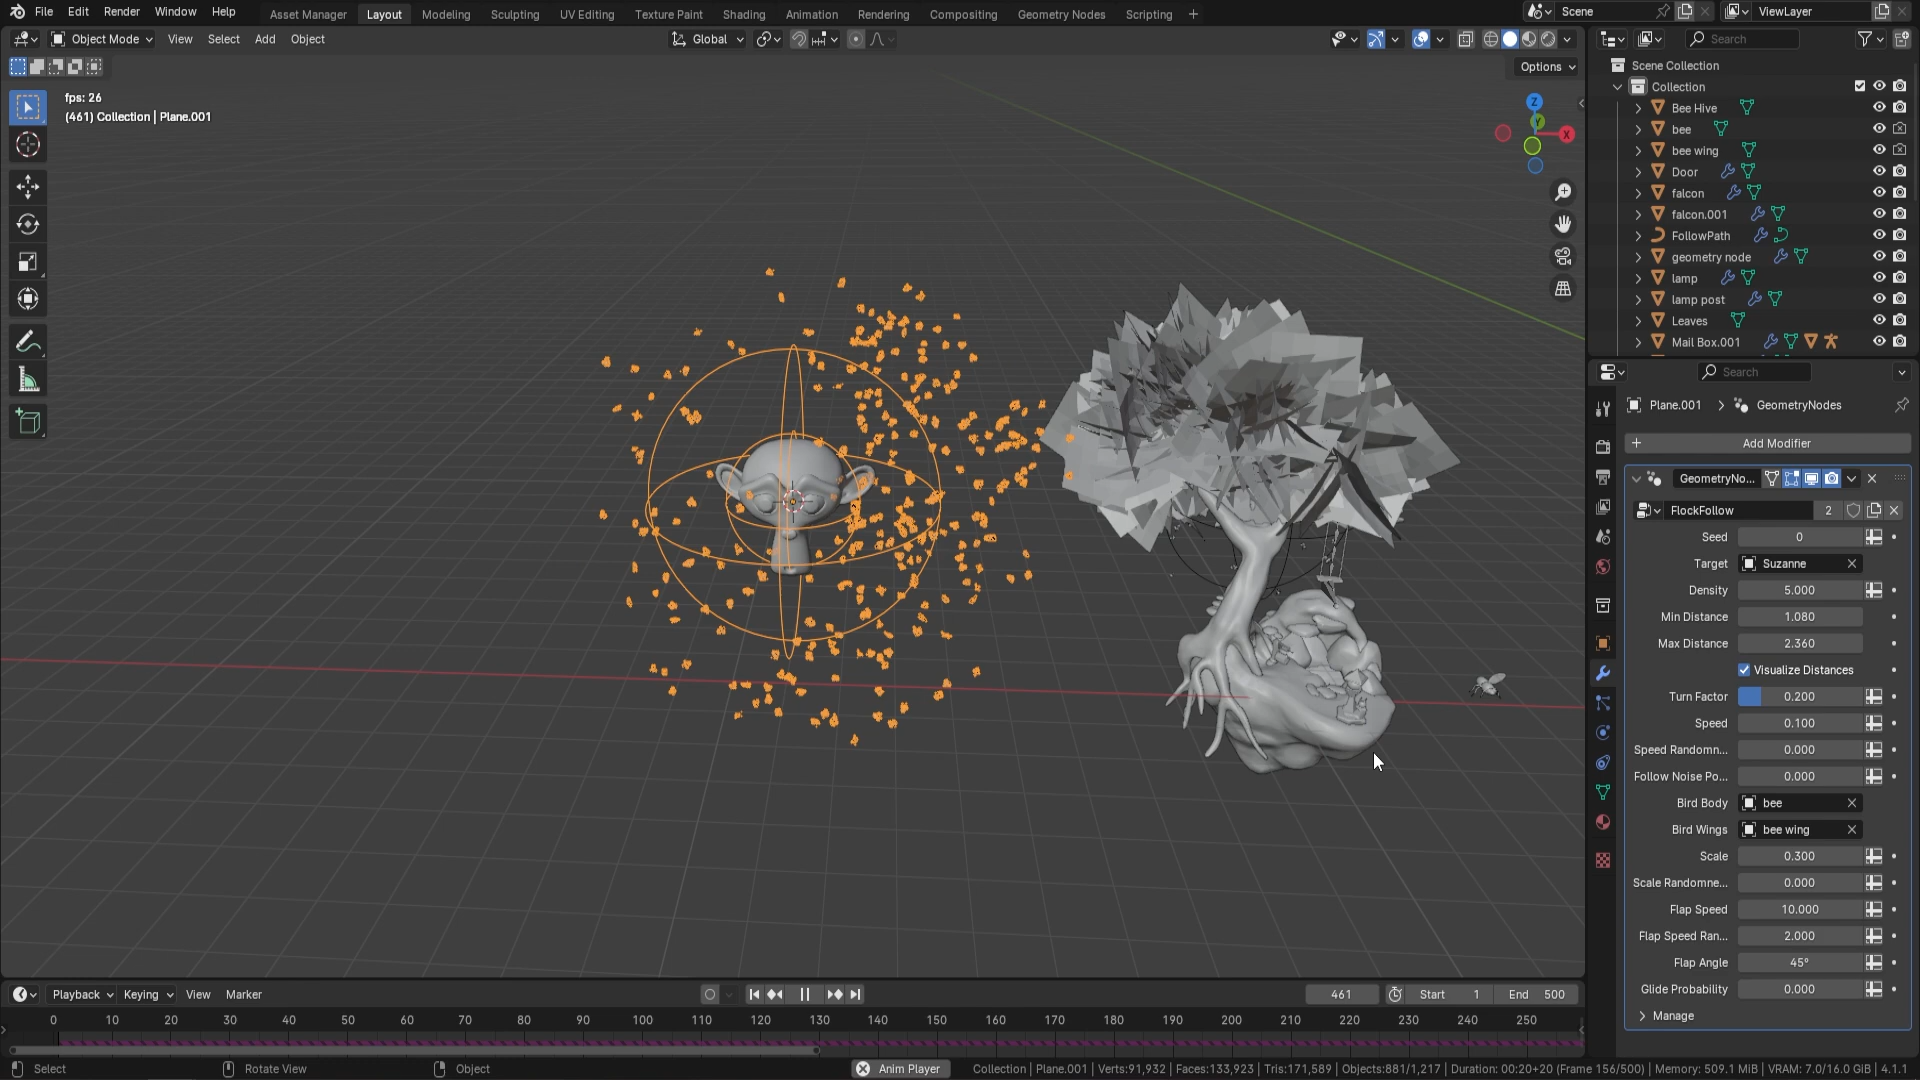 File Edit Render Window Help
Asset Manager Layout Modeling Sculpting UV Editing Texture Paint Shading Animation Rendering Compositing Geometry Nodes Scripting
Scene
ViewLayer
Object Mode View Select Add Object
Global
Search
Options
fps: 26
(461) Collection | Plane.001
Z
Y
X
Scene Collection
Collection
Bee Hive
bee
bee wing
Door
falcon
falcon.001
FollowPath
geometry node
lamp
lamp post
Leaves
Mail Box.001
Search
Plane.001 GeometryNodes
Add Modifier
GeometryNo...
FlockFollow 2
Seed 0
Target Suzanne
Density 5.000
Min Distance 1.080
Max Distance 2.360
Visualize Distances
Turn Factor 0.200
Speed 0.100
Speed Randomn... 0.000
Follow Noise Po... 0.000
Bird Body bee
Bird Wings bee wing
Scale 0.300
Scale Randomne... 0.000
Flap Speed 10.000
Flap Speed Ran... 2.000
Flap Angle 45°
Glide Probability 0.000
Manage
Playback Keying View Marker
461 Start 1 End 500
0 10 20 30 40 50 60 70 80 90 100 110 120 130 140 150 160 170 180 190 200 210 220 230 240 250
Select Rotate View Object
Anim Player
Collection | Plane.001 | Verts:91,932 | Faces:133,923 | Tris:171,589 | Objects:881/1,217 | Duration: 00:20+20 (Frame 156/500) | Memory: 509.1 MiB | VRAM: 7.0/16.0 GiB | 4.1.1